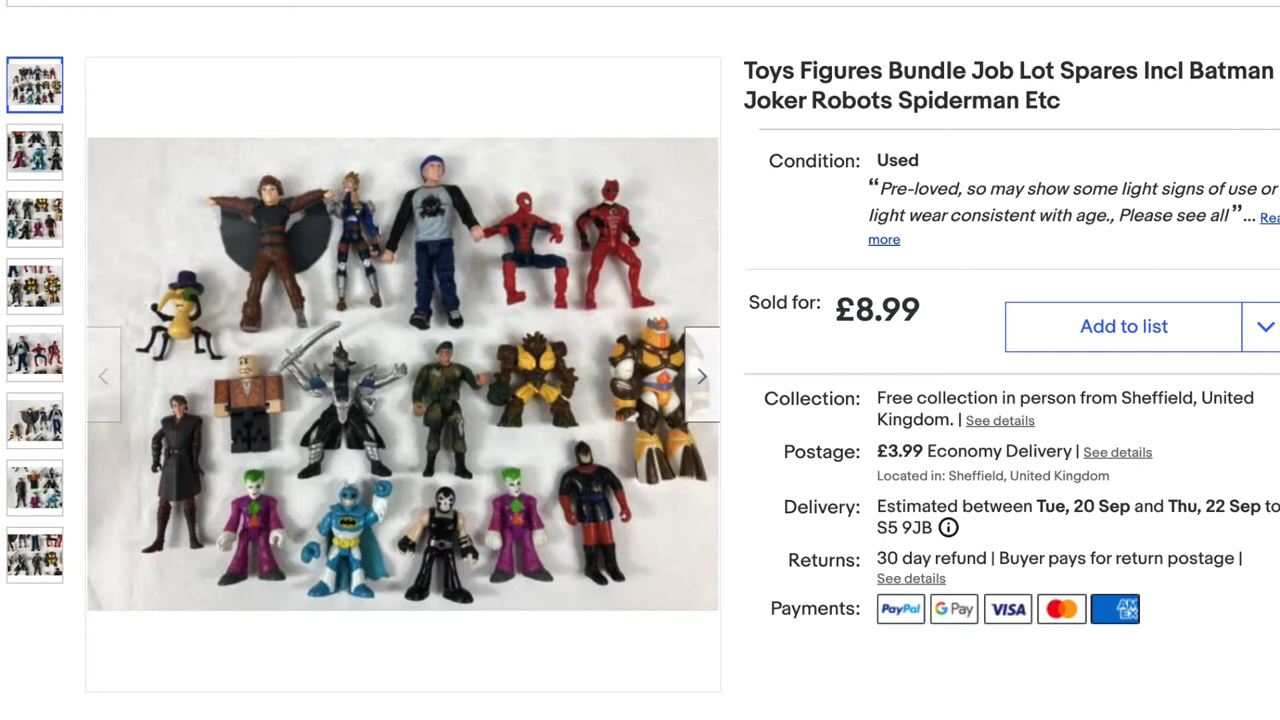 Toys Figures Bundle Job Lot Spares Incl Batman
Joker Robots Spiderman Etc
Condition: Used
“Pre-loved, so may show some light signs of use or
light wear consistent with age., Please see all”... Rea
more
Sold for: £8.99
Add to list
Collection: Free collection in person from Sheffield, United
Kingdom. | See details
Postage: £3.99 Economy Delivery | See details
Located in: Sheffield, United Kingdom
Delivery: Estimated between Tue, 20 Sep and Thu, 22 Sep to
S5 9JB
Returns: 30 day refund | Buyer pays for return postage |
See details
Payments: PayPal G Pay VISA AM
EX